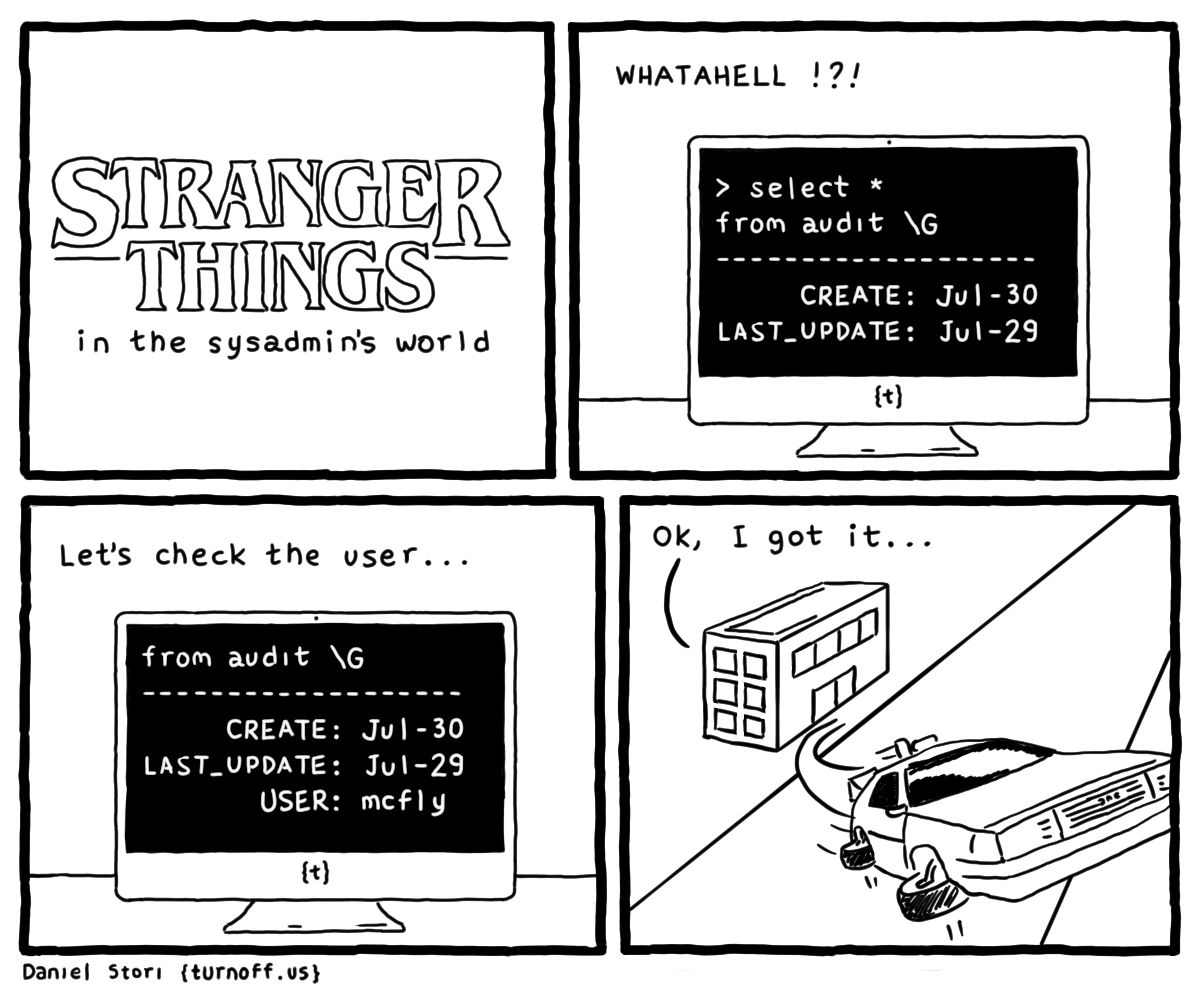 STRANGER
THINGS
in the sysadmin's world
WHATAHELL !?!
> select *
from audit \G
-------------------
CREATE: Jul-30
LAST_UPDATE: Jul-29
{t}
Let's check the user...
from audit \G
-------------------
CREATE: Jul-30
LAST_UPDATE: Jul-29
USER: mcfly
{t}
Ok, I got it...
Daniel Stori {turnoff.us}